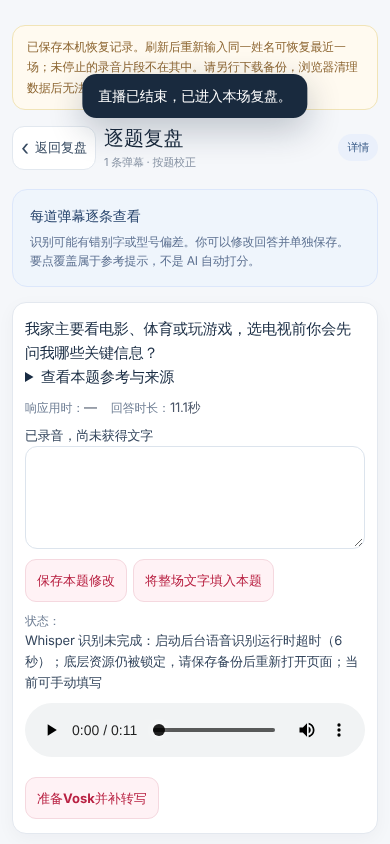 已保存本机恢复记录。刷新后重新输入同一姓名可恢复最近一
场；未停止的录音片段不在其中。请另行下载备份，浏览器清理
数据后无法
直播已结束，已进入本场复盘。
‹ 返回复盘
逐题复盘
1 条弹幕 · 按题校正
详情
每道弹幕逐条查看
识别可能有错别字或型号偏差。你可以修改回答并单独保存。
要点覆盖属于参考提示，不是 AI 自动打分。
我家主要看电影、体育或玩游戏，选电视前你会先
问我哪些关键信息？
▶ 查看本题参考与来源
响应用时：— 回答时长：11.1秒
已录音，尚未获得文字
保存本题修改
将整场文字填入本题
状态：
Whisper 识别未完成：启动后台语音识别运行时超时（6
秒）；底层资源仍被锁定，请保存备份后重新打开页面；当
前可手动填写
0:00 / 0:11
准备Vosk并补转写